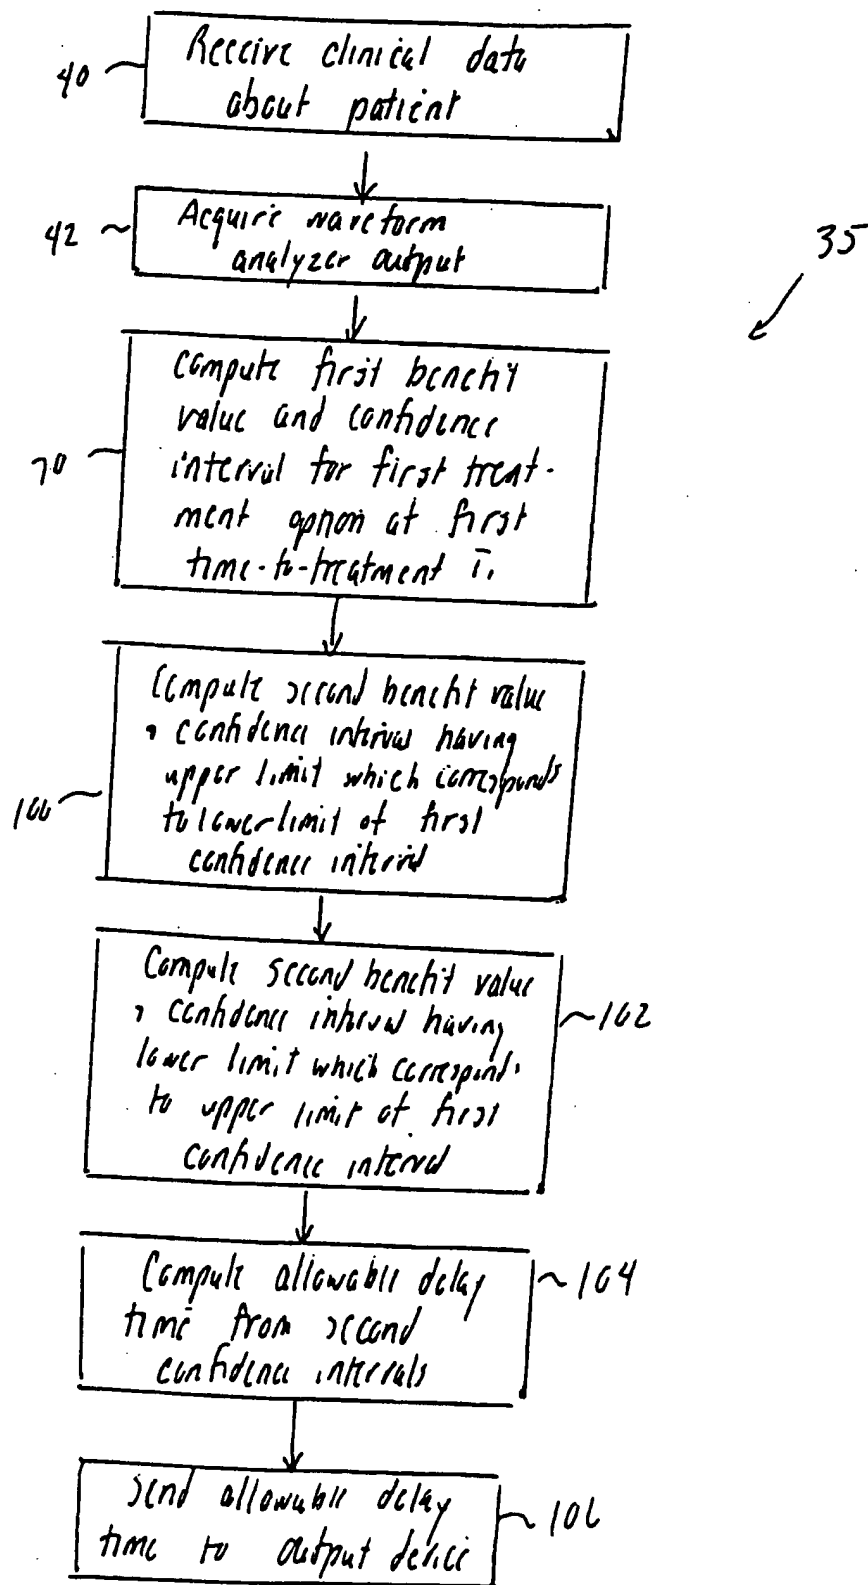 40
Receive clinical data
about patient
42
Acquire waveform
analyzer output
35
70
Compute first benefit
value and confidence
interval for first treat-
ment option at first
time-to-treatment T₁
100
Compute second benefit value
, confidence interval having
upper limit which corresponds
to lower limit of first
confidence interval
Compute second benefit value
, confidence interval having
lower limit which corresponds
to upper limit of first
confidence interval
102
Compute allowable delay
time from second
confidence intervals
104
Send allowable delay
time to output device
106